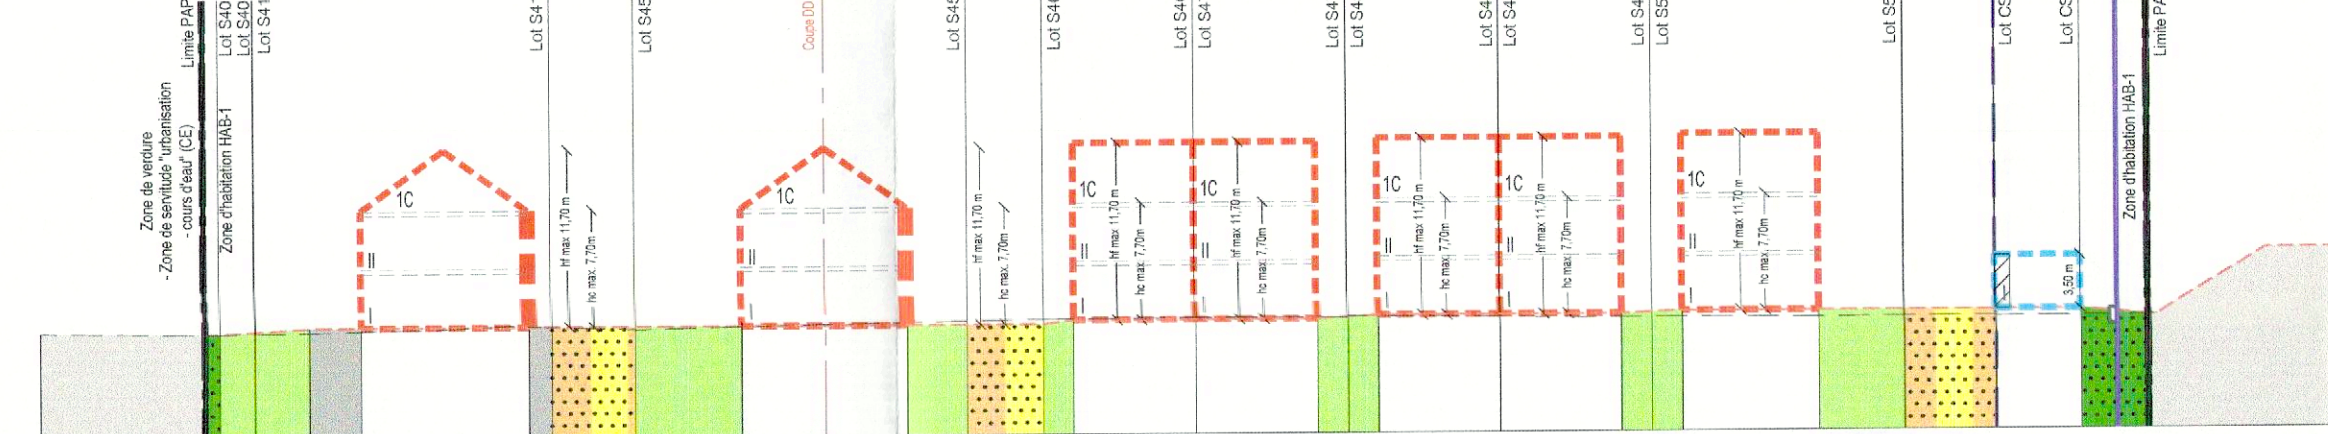 Zone de verdure
- Zone de servitude "urbanisation
- cours d'eau" (CE)
Limite PAP
Zone d'habitation HAB-1
Lot S40
Lot S40
Lot S41
1C
II
I
Lot S4
hf max 11,70 m
hc max. 7,70m
Lot S45
Coupe DD
1C
II
I
Lot S45
hf max 11,70 m
hc max. 7,70m
Lot S46
1C
II
I
hf max 11,70 m
hc max. 7,70m
Lot S4
Lot S47
1C
II
I
hf max 11,70 m
hc max. 7,70m
Lot S4
Lot S4
1C
II
I
hf max 11,70 m
hc max. 7,70m
Lot S4
Lot S4
1C
II
I
hf max 11,70 m
hc max. 7,70m
Lot S4
Lot S5
1C
II
I
hf max 11,70 m
hc max. 7,70m
Lot S5
Lot CS
3,50 m
Lot CS
Zone d'habitation HAB-1
Limite PA